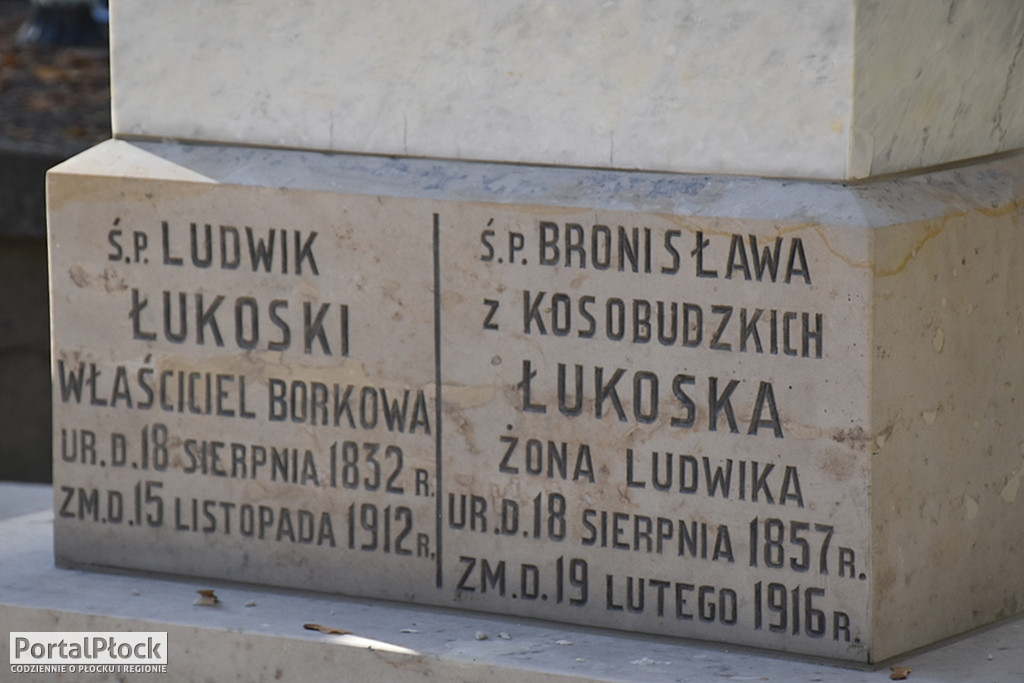 Ś.P. LUDWIK
ŁUKOSKI
WŁAŚCICIEL BORKOWA
UR. D. 18 SIERPNIA 1832 R.
ZM. D. 15 LISTOPADA 1912 R.
Ś.P. BRONISŁAWA
Z KOSOBUDZKICH
ŁUKOSKA
ŻONA LUDWIKA
UR. D. 18 SIERPNIA 1857 R.
ZM. D. 19 LUTEGO 1916 R.
PortalPłock
CODZIENNIE O PŁOCKU I REGIONIE